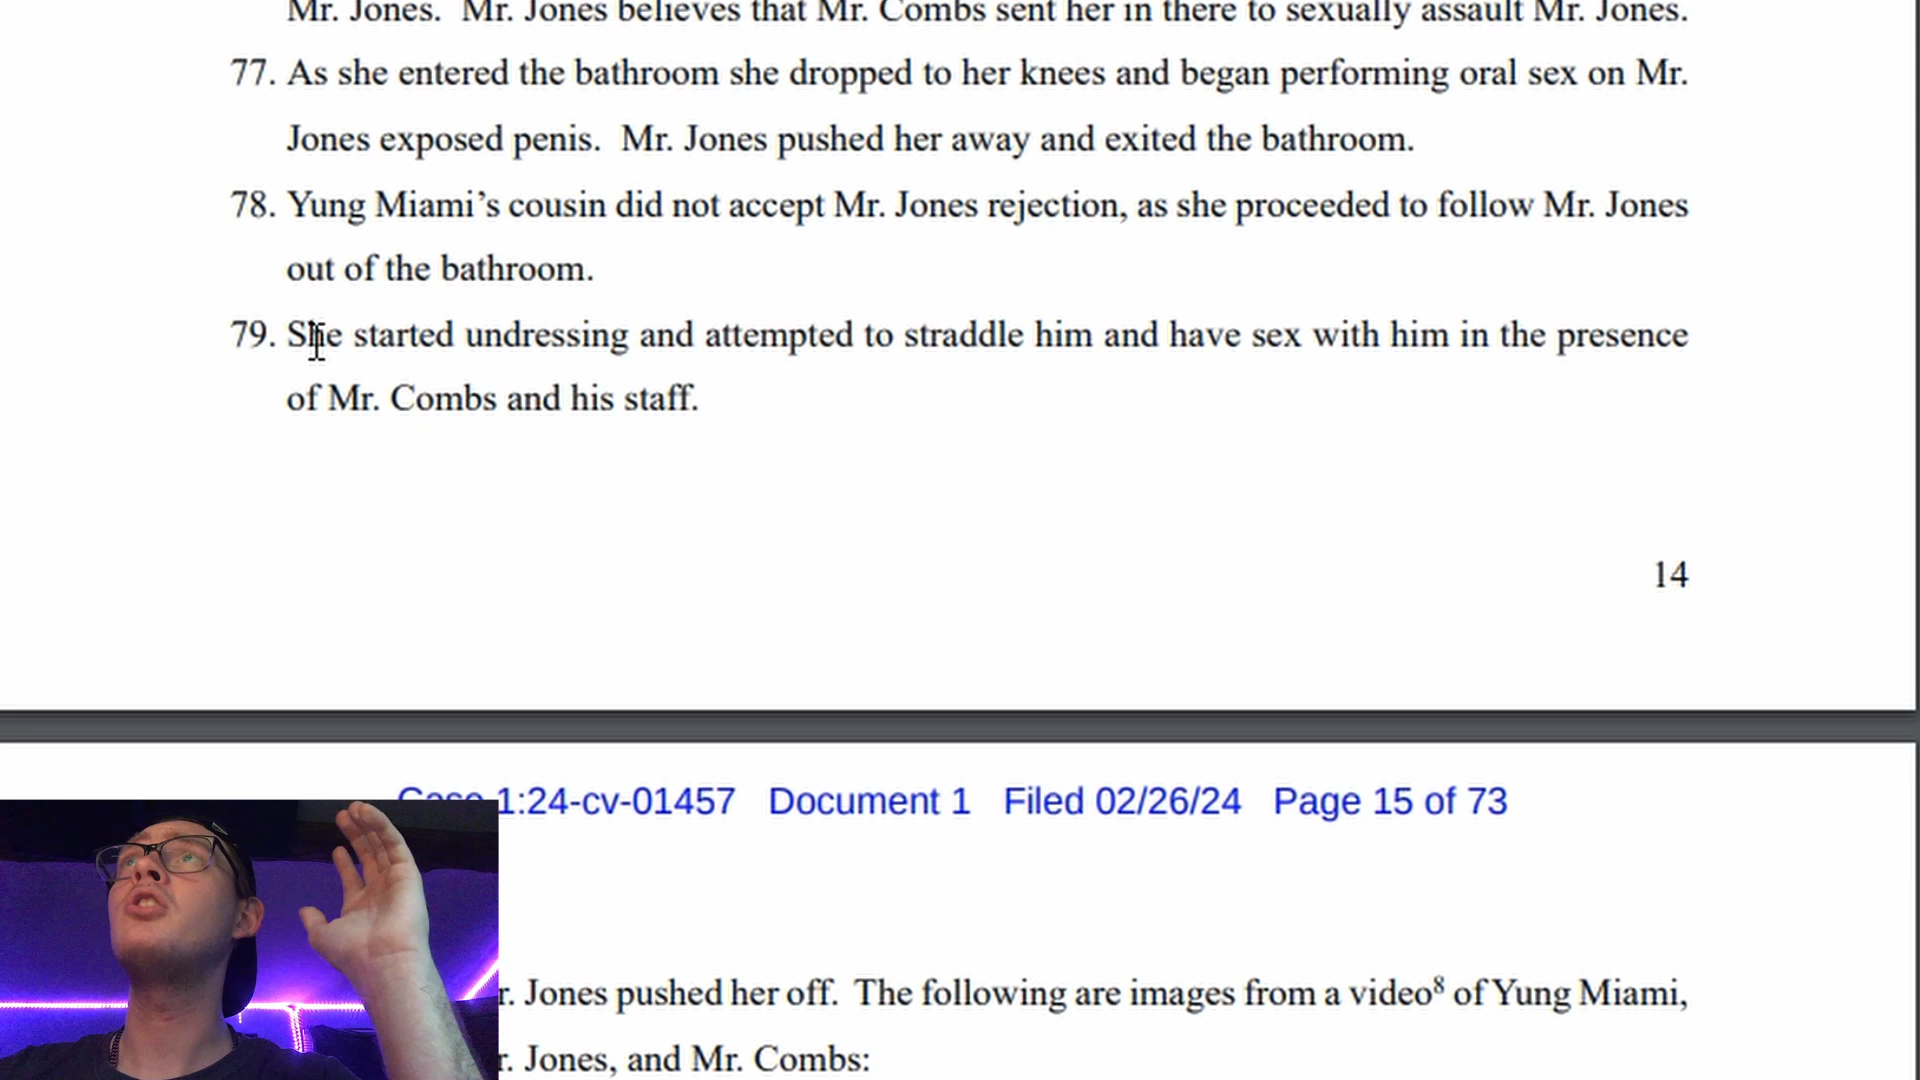 Mr. Jones. Mr. Jones believes that Mr. Combs sent her in there to sexually assault Mr. Jones.
77. As she entered the bathroom she dropped to her knees and began performing oral sex on Mr.
Jones exposed penis. Mr. Jones pushed her away and exited the bathroom.
78. Yung Miami’s cousin did not accept Mr. Jones rejection, as she proceeded to follow Mr. Jones
out of the bathroom.
79. She started undressing and attempted to straddle him and have sex with him in the presence
of Mr. Combs and his staff.
14
Case 1:24-cv-01457 Document 1 Filed 02/26/24 Page 15 of 73
r. Jones pushed her off. The following are images from a video⁸ of Yung Miami,
r. Jones, and Mr. Combs: